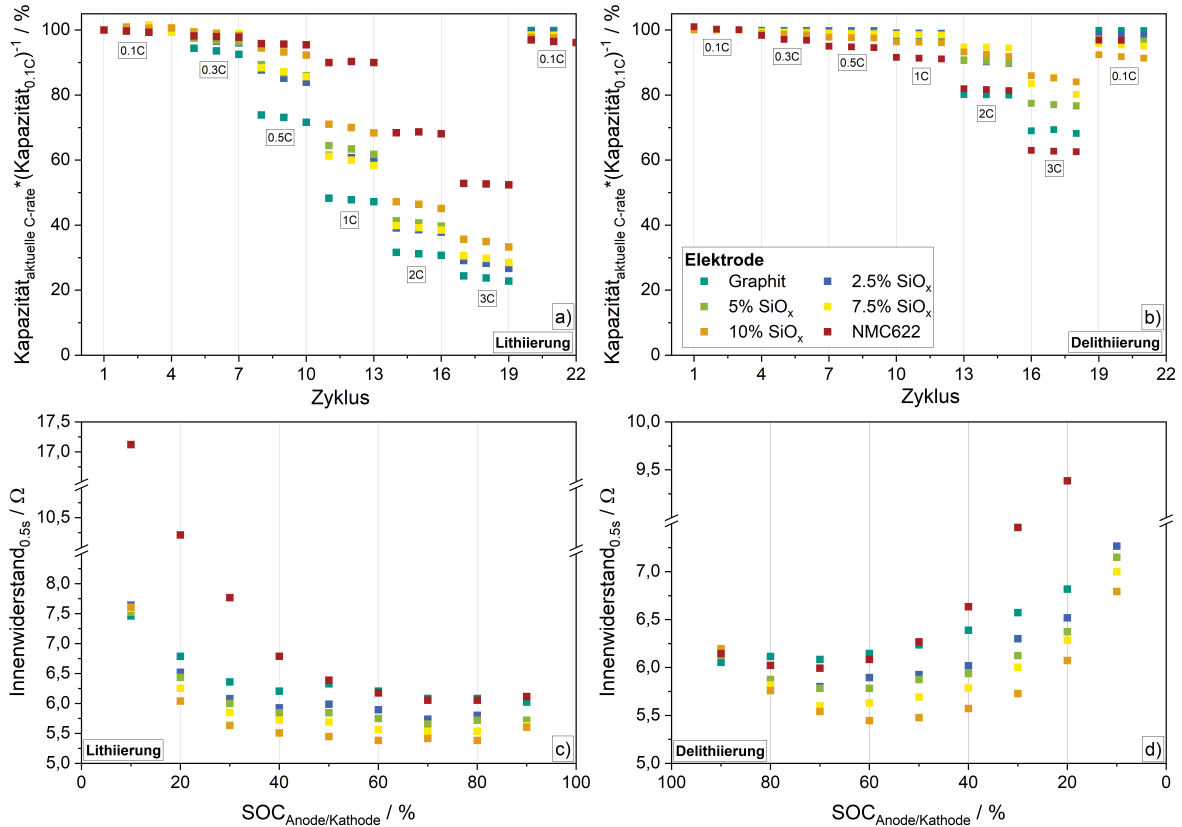 Kapazität_aktuelle C-rate*(Kapazität_0.1C)^-1 / %
100
80
60
40
20
0
0.1C
0.3C
0.5C
1C
2C
3C
0.1C
a)
Lithiierung
1 4 7 10 13 16 19 22
Zyklus
Kapazität_aktuelle C-rate*(Kapazität_0.1C)^-1 / %
100
80
60
40
20
0
0.1C
0.3C
0.5C
1C
2C
3C
0.1C
Elektrode
Graphit 2.5% SiOx
5% SiOx 7.5% SiOx
10% SiOx NMC622
b)
Delithiierung
1 4 7 10 13 16 19 22
Zyklus
Innenwiderstand_0.5s / Ω
17,5
17,0
10,5
8,0
7,5
7,0
6,5
6,0
5,5
5,0
Lithiierung
c)
0 20 40 60 80 100
SOC_Anode/Kathode / %
Innenwiderstand_0.5s / Ω
10,0
9,5
7,0
6,5
6,0
5,5
5,0
Delithiierung
d)
100 80 60 40 20 0
SOC_Anode/Kathode / %